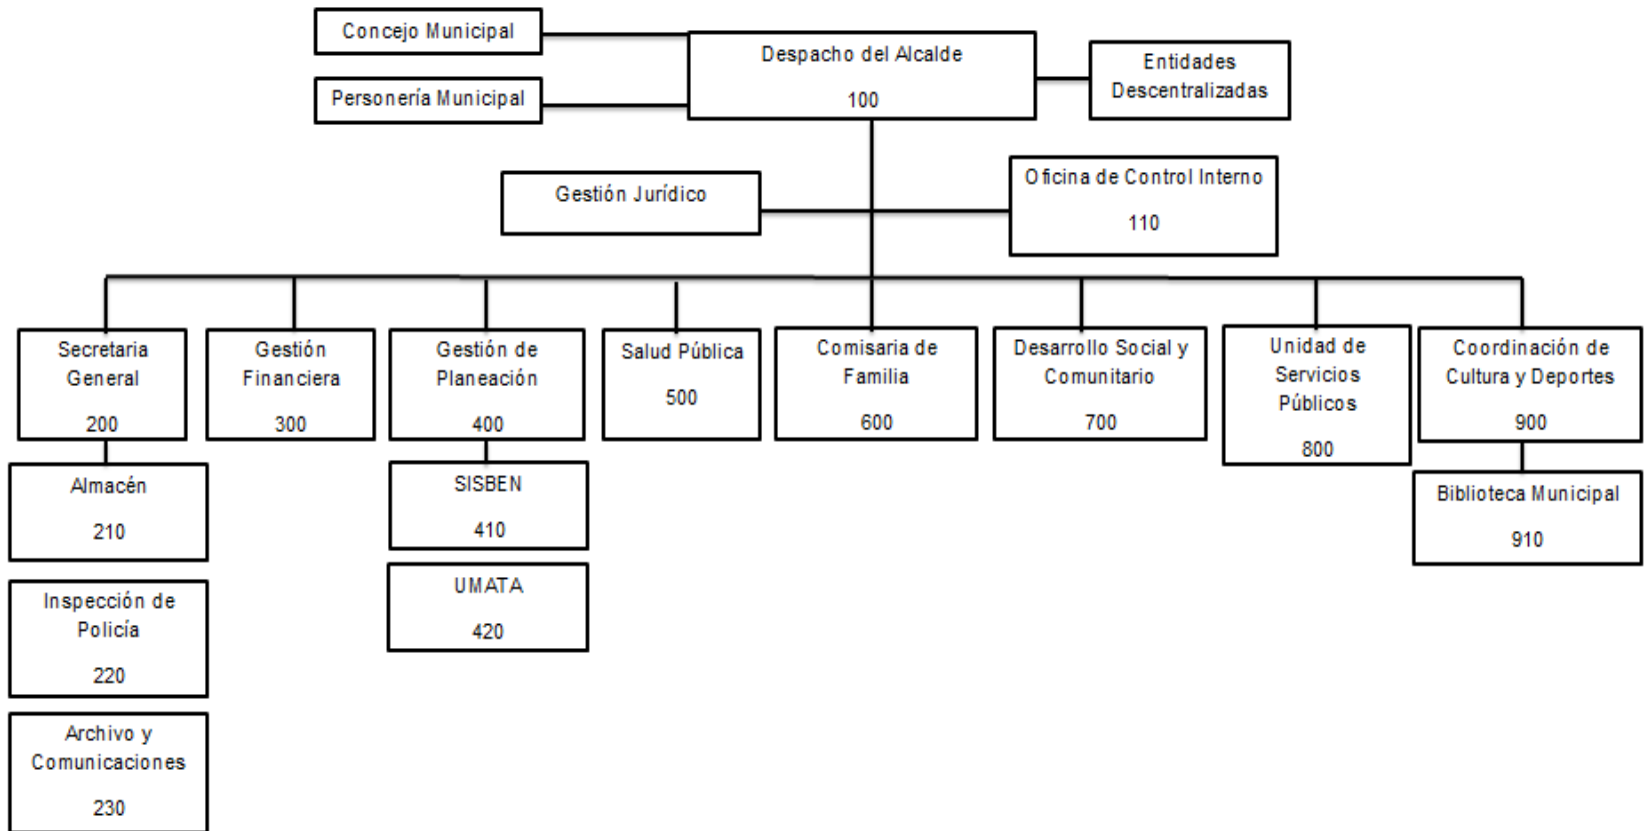 Concejo Municipal
Despacho del Alcalde
100
Entidades
Descentralizadas
Personería Municipal
Gestión Jurídico
Oficina de Control Interno
110
Secretaria
General
200
Gestión
Financiera
300
Gestión de
Planeación
400
Salud Pública
500
Comisaria de
Familia
600
Desarrollo Social y
Comunitario
700
Unidad de
Servicios
Públicos
800
Coordinación de
Cultura y Deportes
900
Almacén
210
SISBEN
410
Biblioteca Municipal
910
Inspección de
Policía
220
UMATA
420
Archivo y
Comunicaciones
230